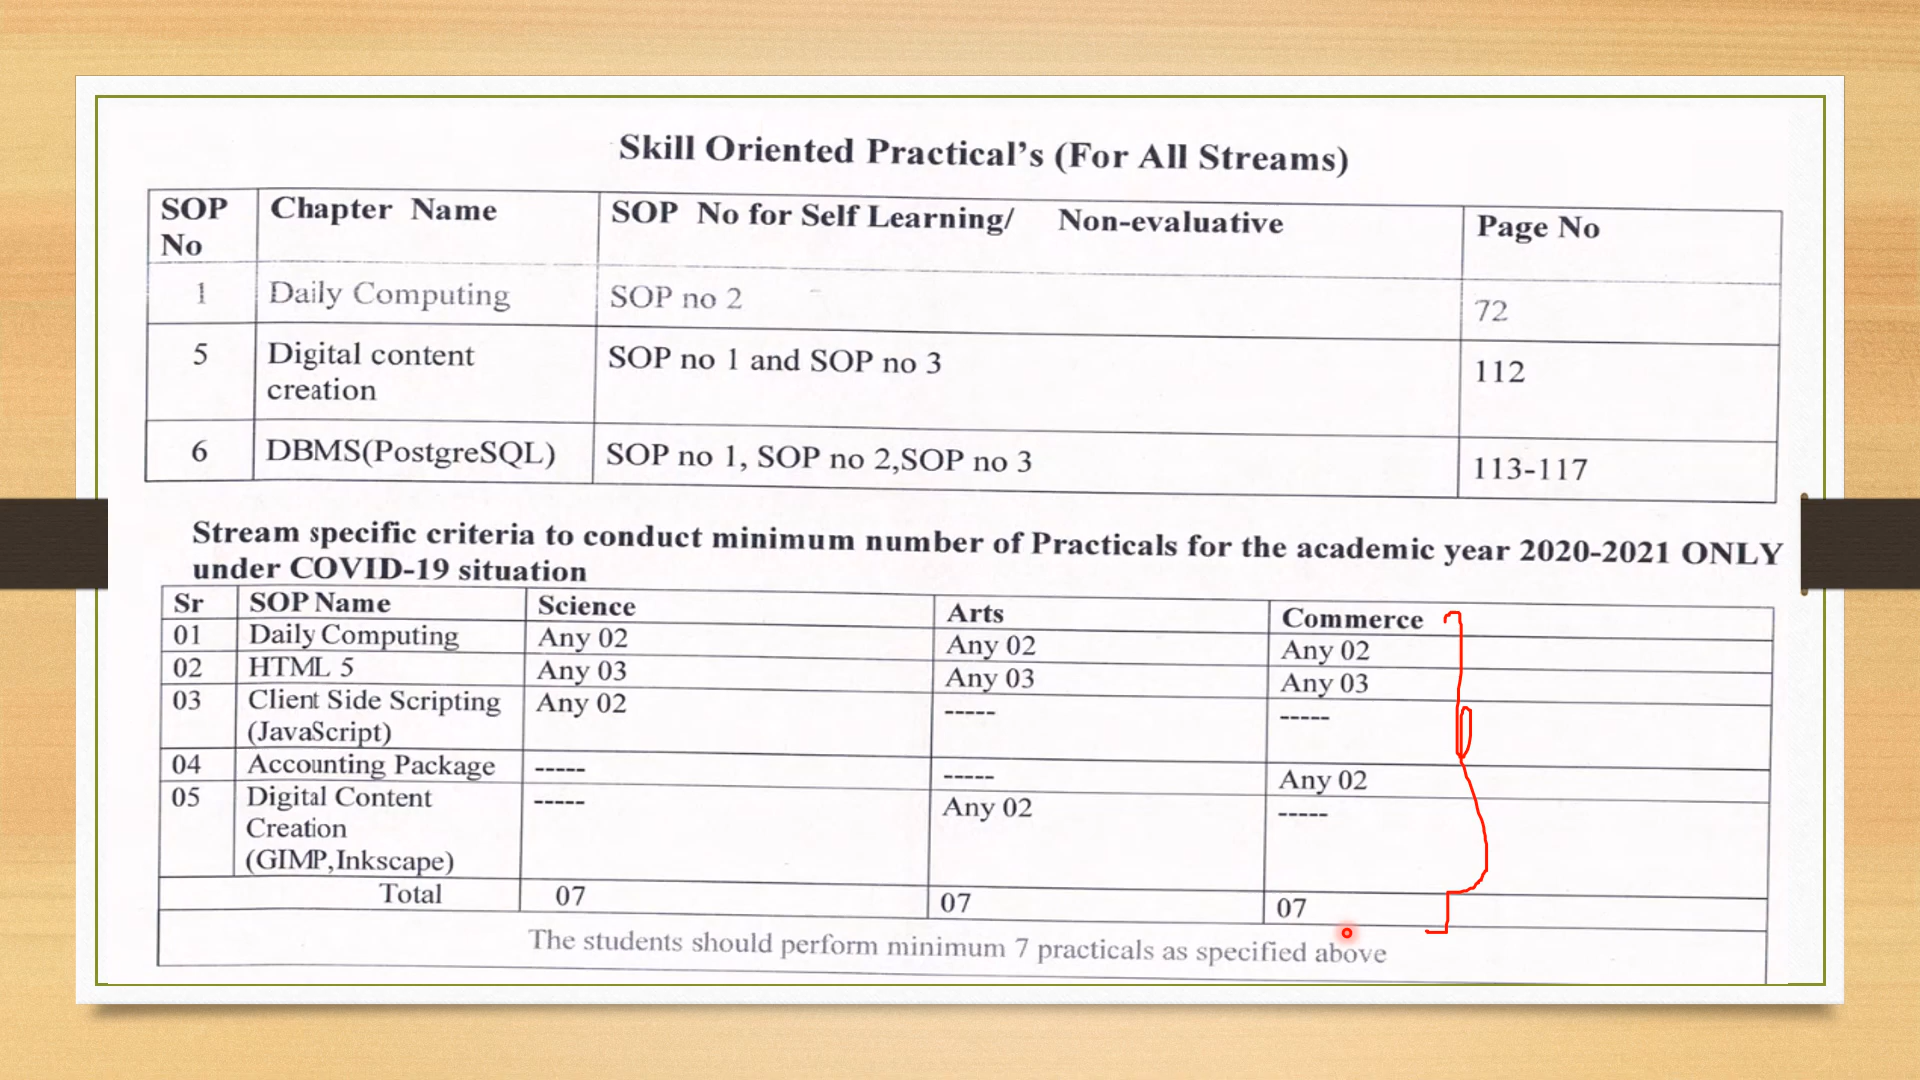 Skill Oriented Practical's (For All Streams)
SOP No Chapter Name SOP No for Self Learning/ Non-evaluative Page No
1 Daily Computing SOP no 2 72
5 Digital content creation SOP no 1 and SOP no 3 112
6 DBMS(PostgreSQL) SOP no 1, SOP no 2,SOP no 3 113-117
Stream specific criteria to conduct minimum number of Practicals for the academic year 2020-2021 ONLY
under COVID-19 situation
Sr SOP Name Science Arts Commerce
01 Daily Computing Any 02 Any 02 Any 02
02 HTML 5 Any 03 Any 03 Any 03
03 Client Side Scripting (JavaScript) Any 02 ----- -----
04 Accounting Package ----- ----- Any 02
05 Digital Content Creation (GIMP,Inkscape) ----- Any 02 -----
Total 07 07 07
The students should perform minimum 7 practicals as specified above